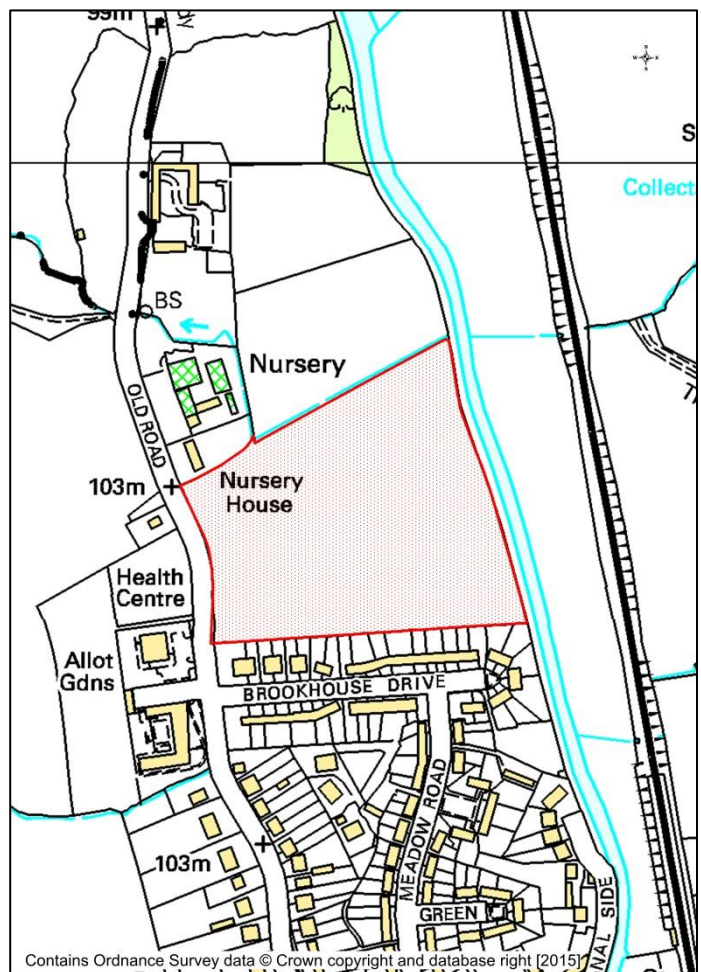 99m
dy
N
W E
S
S
Collect
BS
Nursery
OLD ROAD
103m
Nursery
House
Health
Centre
Allot
Gdns
BROOKHOUSE DRIVE
MEADOW ROAD
103m
GREEN
NAL SIDE
Contains Ordnance Survey data © Crown copyright and database right [2015]